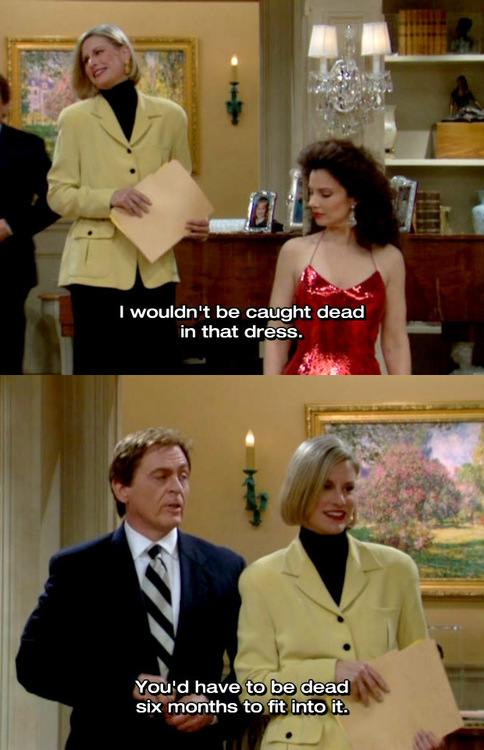 I wouldn't be caught dead
in that dress.
You'd have to be dead
six months to fit into it.